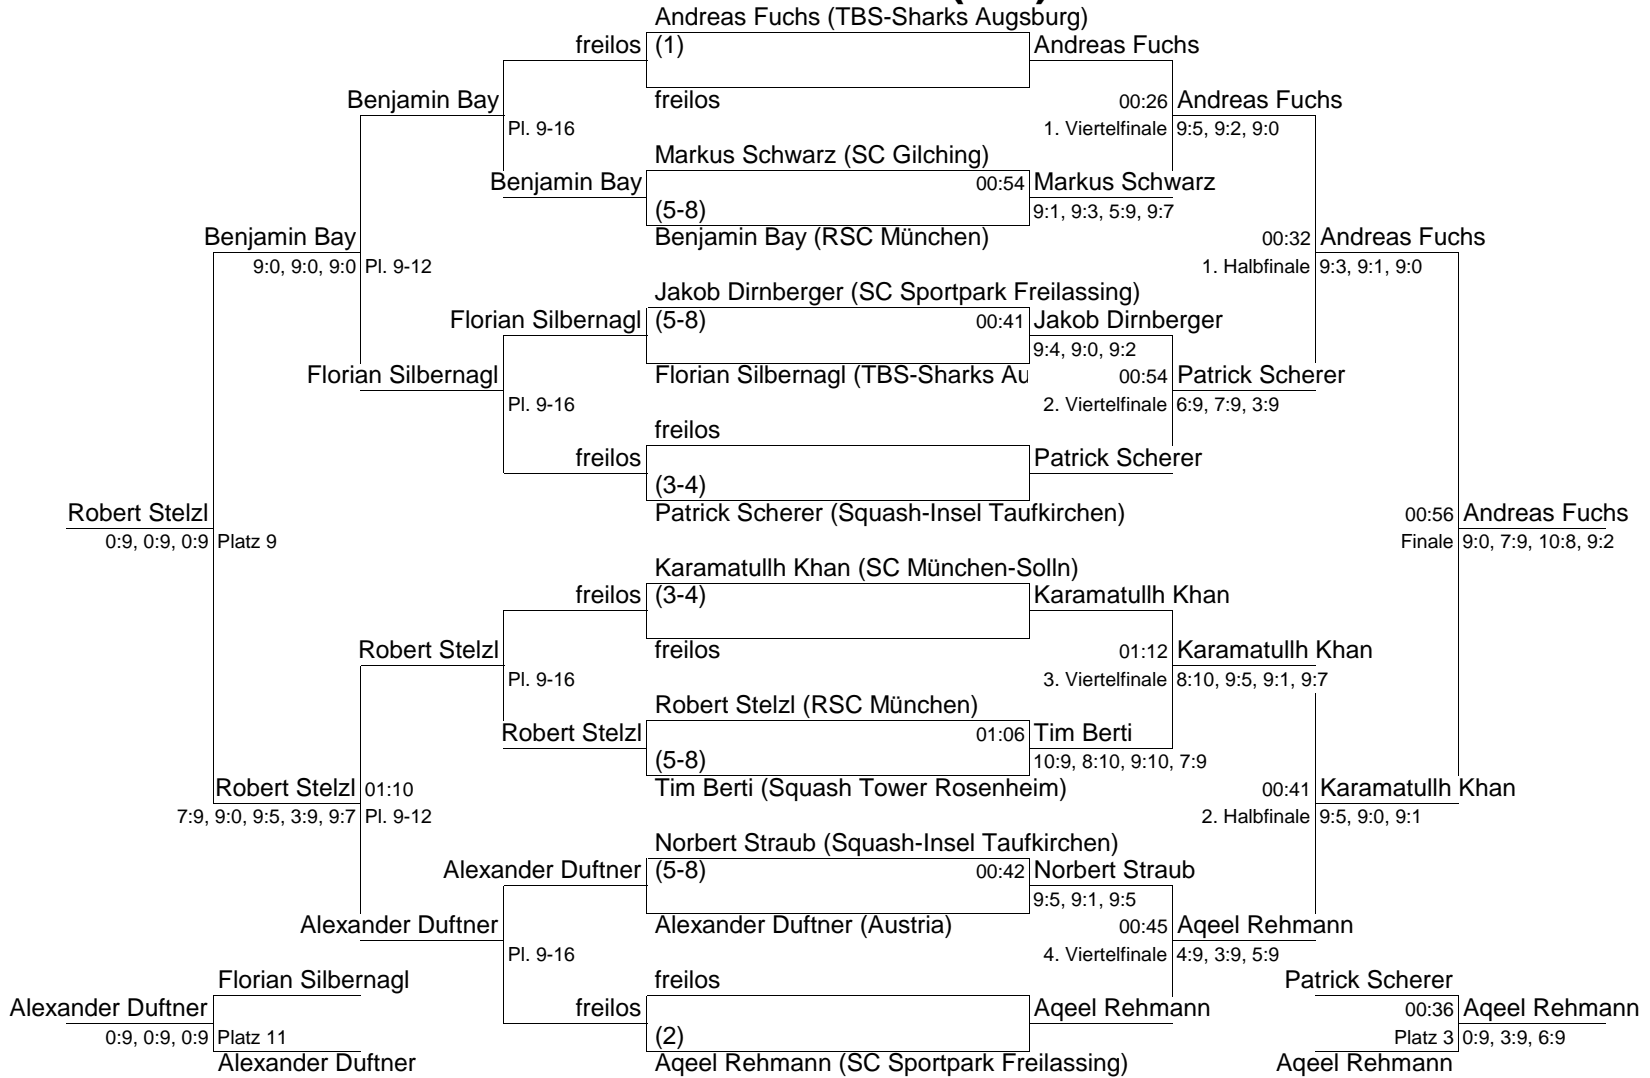 Andreas Fuchs (TBS-Sharks Augsburg)
freilos (1) Andreas Fuchs
Benjamin Bay freilos 00:26 Andreas Fuchs
Pl. 9-16 1. Viertelfinale 9:5, 9:2, 9:0
Markus Schwarz (SC Gilching)
Benjamin Bay 00:54 Markus Schwarz
(5-8) 9:1, 9:3, 5:9, 9:7
Benjamin Bay Benjamin Bay (RSC München) 00:32 Andreas Fuchs
9:0, 9:0, 9:0 Pl. 9-12 1. Halbfinale 9:3, 9:1, 9:0
Jakob Dirnberger (SC Sportpark Freilassing)
Florian Silbernagl (5-8) 00:41 Jakob Dirnberger
9:4, 9:0, 9:2
Florian Silbernagl Florian Silbernagl (TBS-Sharks Au 00:54 Patrick Scherer
Pl. 9-16 2. Viertelfinale 6:9, 7:9, 3:9
freilos
freilos Patrick Scherer
(3-4)
Robert Stelzl Patrick Scherer (Squash-Insel Taufkirchen) 00:56 Andreas Fuchs
0:9, 0:9, 0:9 Platz 9 Finale 9:0, 7:9, 10:8, 9:2
Karamatullh Khan (SC München-Solln)
freilos (3-4) Karamatullh Khan
Robert Stelzl freilos 01:12 Karamatullh Khan
Pl. 9-16 3. Viertelfinale 8:10, 9:5, 9:1, 9:7
Robert Stelzl (RSC München)
Robert Stelzl 01:06 Tim Berti
(5-8) 10:9, 8:10, 9:10, 7:9
Robert Stelzl 01:10 Tim Berti (Squash Tower Rosenheim) 00:41 Karamatullh Khan
7:9, 9:0, 9:5, 3:9, 9:7 Pl. 9-12 2. Halbfinale 9:5, 9:0, 9:1
Norbert Straub (Squash-Insel Taufkirchen)
Alexander Duftner (5-8) 00:42 Norbert Straub
9:5, 9:1, 9:5
Alexander Duftner Alexander Duftner (Austria) 00:45 Aqeel Rehmann
Pl. 9-16 4. Viertelfinale 4:9, 3:9, 5:9
Florian Silbernagl freilos Patrick Scherer
Alexander Duftner freilos Aqeel Rehmann 00:36 Aqeel Rehmann
0:9, 0:9, 0:9 Platz 11 (2) Platz 3 0:9, 3:9, 6:9
Alexander Duftner Aqeel Rehmann (SC Sportpark Freilassing) Aqeel Rehmann